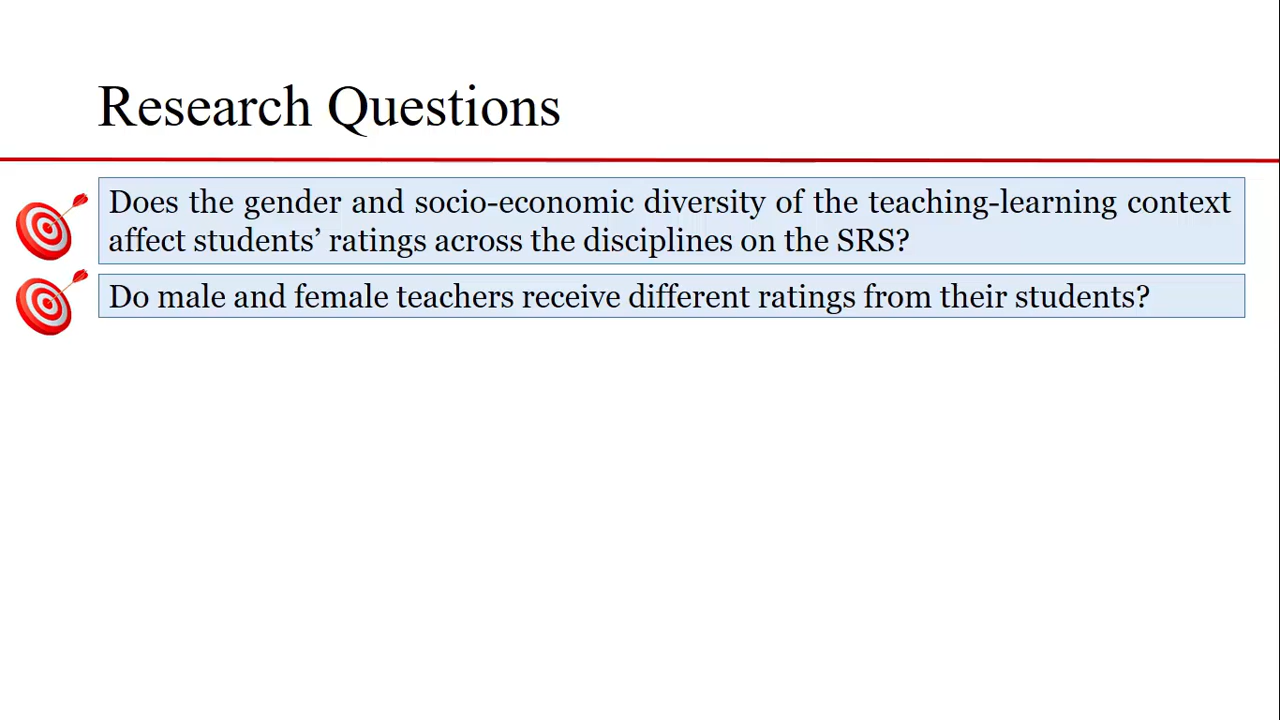 Research Questions
Does the gender and socio-economic diversity of the teaching-learning context
affect students’ ratings across the disciplines on the SRS?
Do male and female teachers receive different ratings from their students?